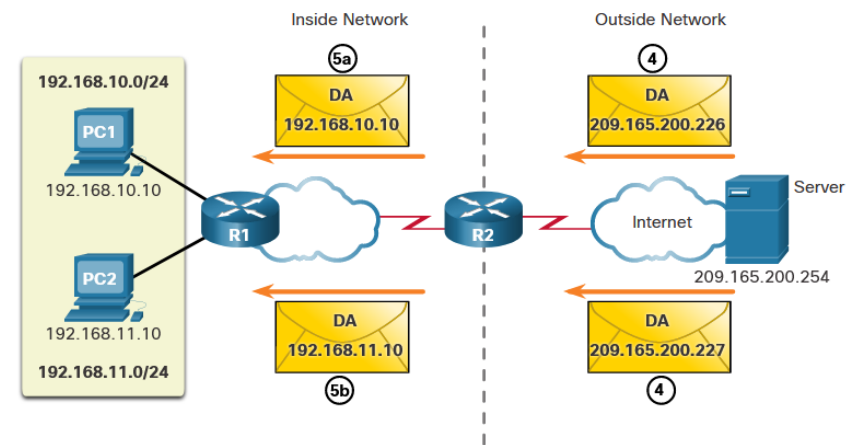 Inside Network
Outside Network
5a
4
192.168.10.0/24
DA
192.168.10.10
DA
209.165.200.226
PC1
192.168.10.10
Server
R1
R2
Internet
209.165.200.254
PC2
192.168.11.10
DA
192.168.11.10
DA
209.165.200.227
192.168.11.0/24
5b
4